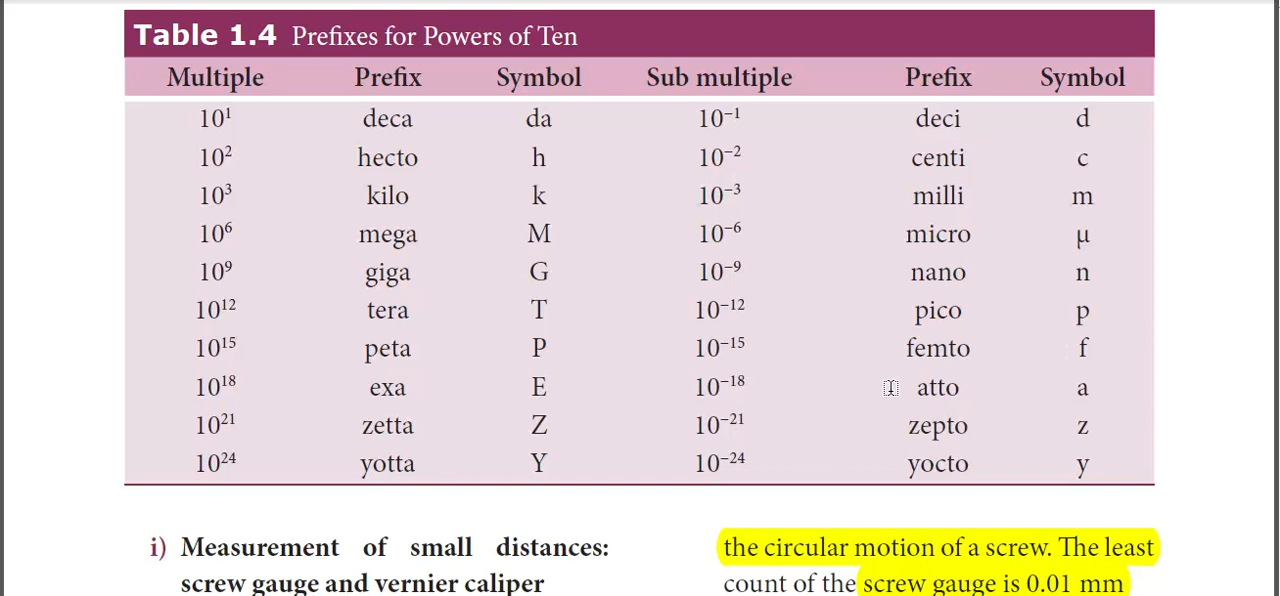 Table 1.4 Prefixes for Powers of Ten
Multiple Prefix Symbol Sub multiple Prefix Symbol
10¹ deca da 10⁻¹ deci d
10² hecto h 10⁻² centi c
10³ kilo k 10⁻³ milli m
10⁶ mega M 10⁻⁶ micro μ
10⁹ giga G 10⁻⁹ nano n
10¹² tera T 10⁻¹² pico p
10¹⁵ peta P 10⁻¹⁵ femto f
10¹⁸ exa E 10⁻¹⁸ atto a
10²¹ zetta Z 10⁻²¹ zepto z
10²⁴ yotta Y 10⁻²⁴ yocto y
i) Measurement of small distances:
screw gauge and vernier caliper
the circular motion of a screw. The least
count of the screw gauge is 0.01 mm